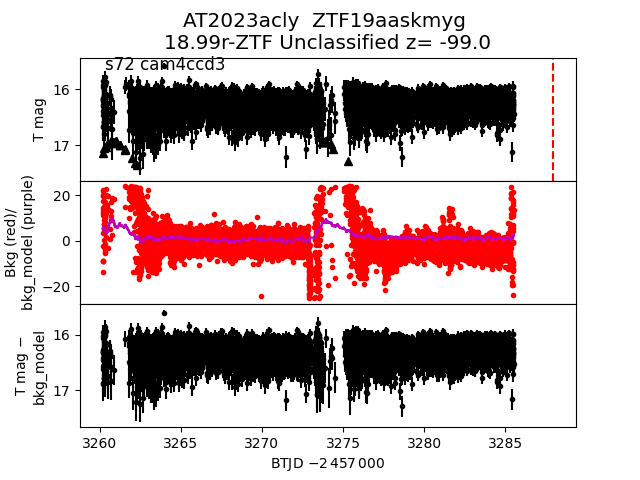 AT2023acly  ZTF19aaskmyg
18.99r-ZTF Unclassified z= -99.0
s72 cam4ccd3
T mag
16
17
Bkg (red)/
bkg_model (purple)
20
0
−20
T mag −
bkg_model
16
17
3260 3265 3270 3275 3280 3285
BTJD −2 457 000